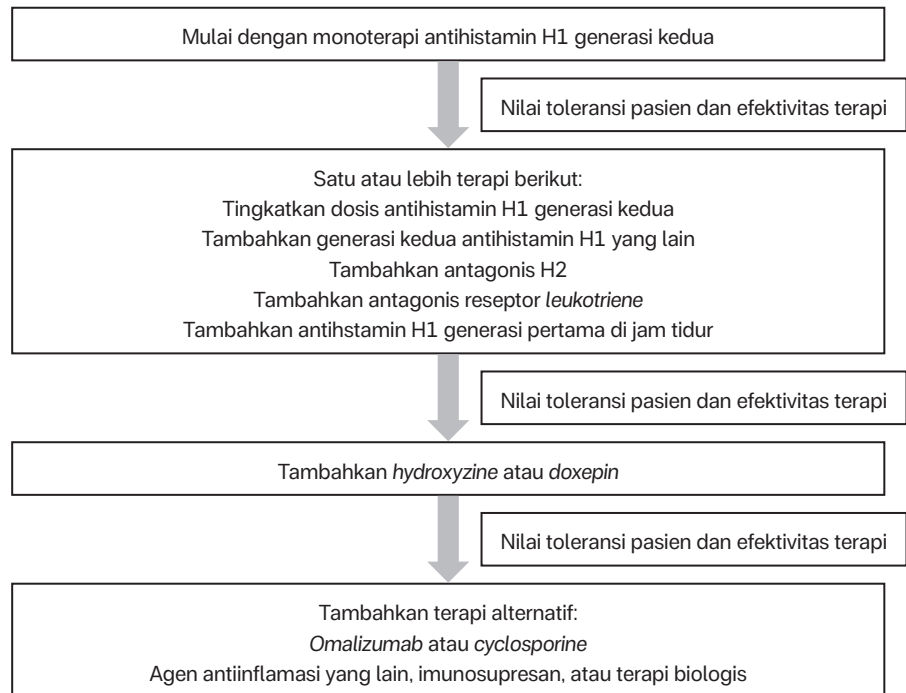 Mulai dengan monoterapi antihistamin H1 generasi kedua
Nilai toleransi pasien dan efektivitas terapi
Satu atau lebih terapi berikut:
Tingkatkan dosis antihistamin H1 generasi kedua
Tambahkan generasi kedua antihistamin H1 yang lain
Tambahkan antagonis H2
Tambahkan antagonis reseptor leukotriene
Tambahkan antihstamin H1 generasi pertama di jam tidur
Nilai toleransi pasien dan efektivitas terapi
Tambahkan hydroxyzine atau doxepin
Nilai toleransi pasien dan efektivitas terapi
Tambahkan terapi alternatif:
Omalizumab atau cyclosporine
Agen antiinflamasi yang lain, imunosupresan, atau terapi biologis